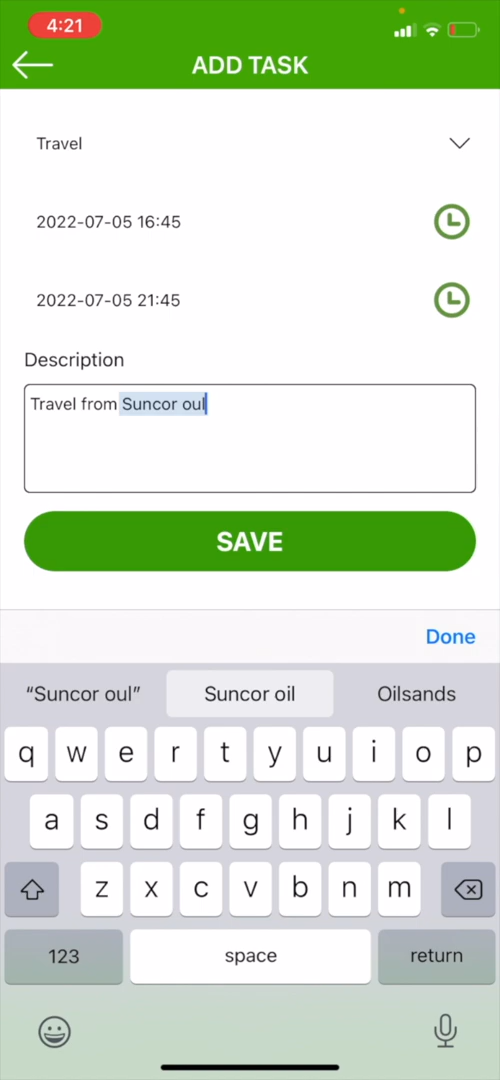 4:21
ADD TASK
Travel
2022-07-05 16:45
2022-07-05 21:45
Description
Travel from Suncor oul
SAVE
Done
“Suncor oul” Suncor oil Oilsands
q w e r t y u i o p
a s d f g h j k l
z x c v b n m
123 space return